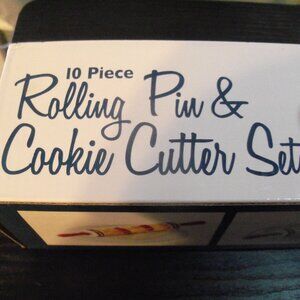 10 Piece
Rolling Pin &
Cookie Cutter Set